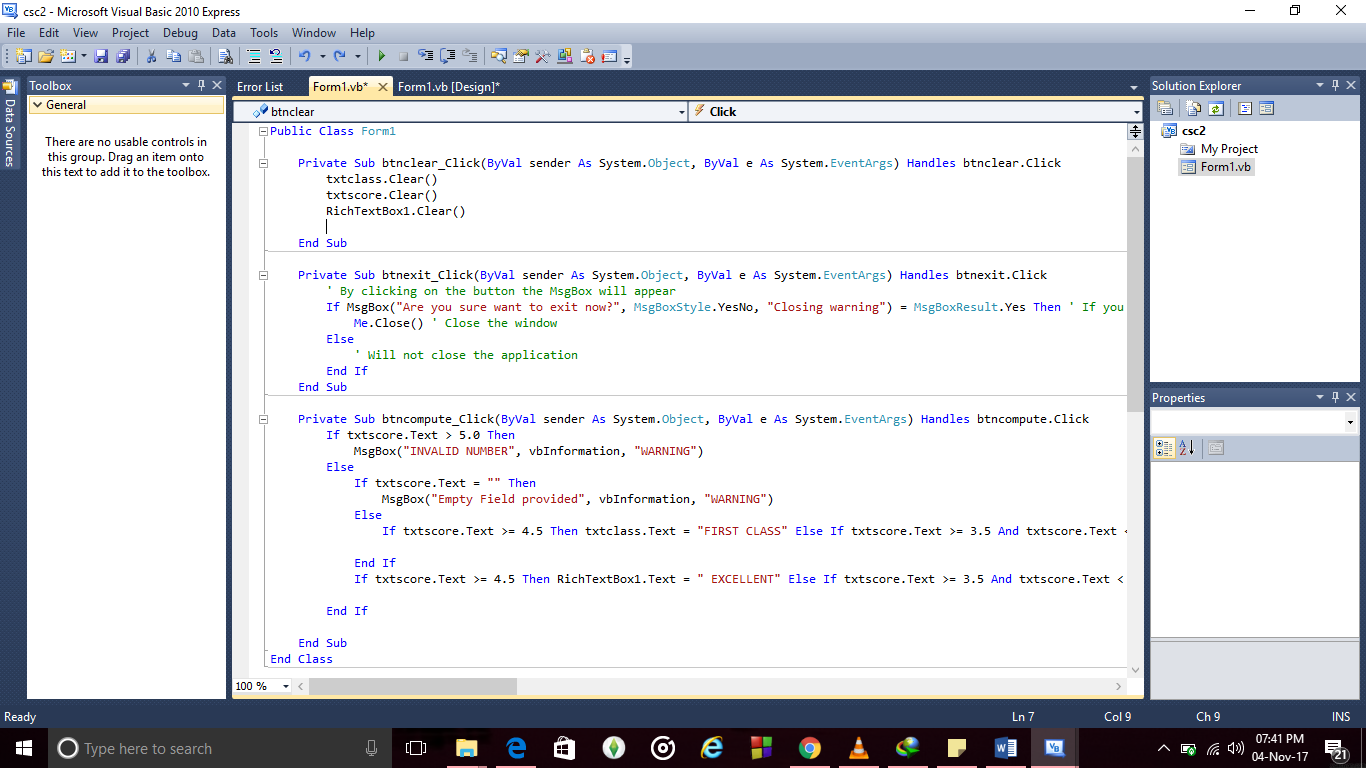 csc2 - Microsoft Visual Basic 2010 Express
File Edit View Project Debug Data Tools Window Help
Data Sources
Toolbox
General
There are no usable controls in
this group. Drag an item onto
this text to add it to the toolbox.
Error List Form1.vb* Form1.vb [Design]*
btnclear Click
Public Class Form1
Private Sub btnclear_Click(ByVal sender As System.Object, ByVal e As System.EventArgs) Handles btnclear.Click
txtclass.Clear()
txtscore.Clear()
RichTextBox1.Clear()
End Sub
Private Sub btnexit_Click(ByVal sender As System.Object, ByVal e As System.EventArgs) Handles btnexit.Click
' By clicking on the button the MsgBox will appear
If MsgBox("Are you sure want to exit now?", MsgBoxStyle.YesNo, "Closing warning") = MsgBoxResult.Yes Then ' If you
Me.Close() ' Close the window
Else
' Will not close the application
End If
End Sub
Private Sub btncompute_Click(ByVal sender As System.Object, ByVal e As System.EventArgs) Handles btncompute.Click
If txtscore.Text > 5.0 Then
MsgBox("INVALID NUMBER", vbInformation, "WARNING")
Else
If txtscore.Text = "" Then
MsgBox("Empty Field provided", vbInformation, "WARNING")
Else
If txtscore.Text >= 4.5 Then txtclass.Text = "FIRST CLASS" Else If txtscore.Text >= 3.5 And txtscore.Text <
End If
If txtscore.Text >= 4.5 Then RichTextBox1.Text = " EXCELLENT" Else If txtscore.Text >= 3.5 And txtscore.Text <
End If
End Sub
End Class
100 %
Solution Explorer
csc2
My Project
Form1.vb
Properties
Ready Ln 7 Col 9 Ch 9 INS
Type here to search
07:41 PM
04-Nov-17
21